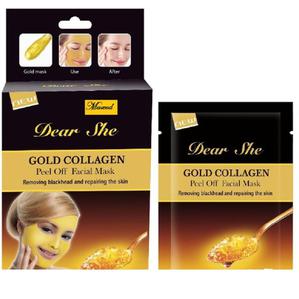 Gold mask
Use
After
NEW
Dear She
GOLD COLLAGEN
Peel Off Facial Mask
Removing blackhead and repairing the skin
NEW
Dear She
GOLD COLLAGEN
Peel Off Facial Mask
Removing blackhead and repairing the skin